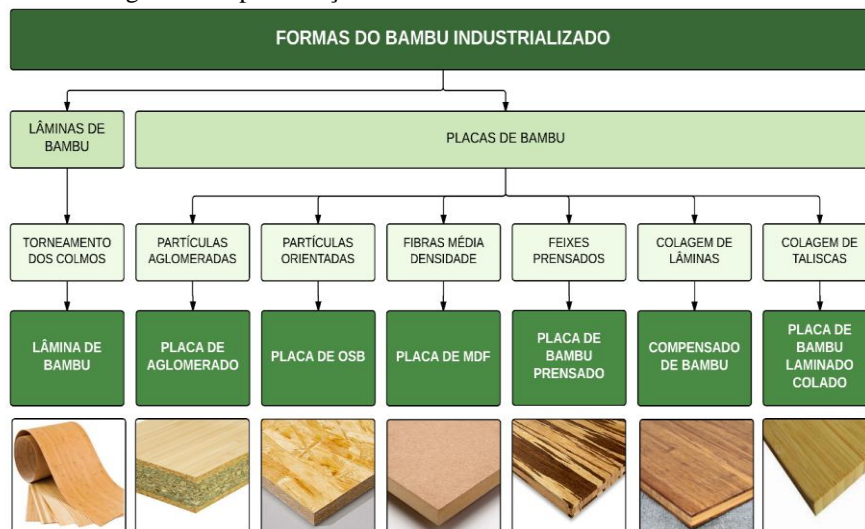 FORMAS DO BAMBU INDUSTRIALIZADO
LÂMINAS DE
BAMBU
PLACAS DE BAMBU
TORNEAMENTO
DOS COLMOS
PARTÍCULAS
AGLOMERADAS
PARTÍCULAS
ORIENTADAS
FIBRAS MÉDIA
DENSIDADE
FEIXES
PRENSADOS
COLAGEM DE
LÂMINAS
COLAGEM DE
TALISCAS
LÂMINA DE
BAMBU
PLACA DE
AGLOMERADO
PLACA DE OSB
PLACA DE MDF
PLACA DE
BAMBU
PRENSADO
COMPENSADO
DE BAMBU
PLACA DE
BAMBU
LAMINADO
COLADO